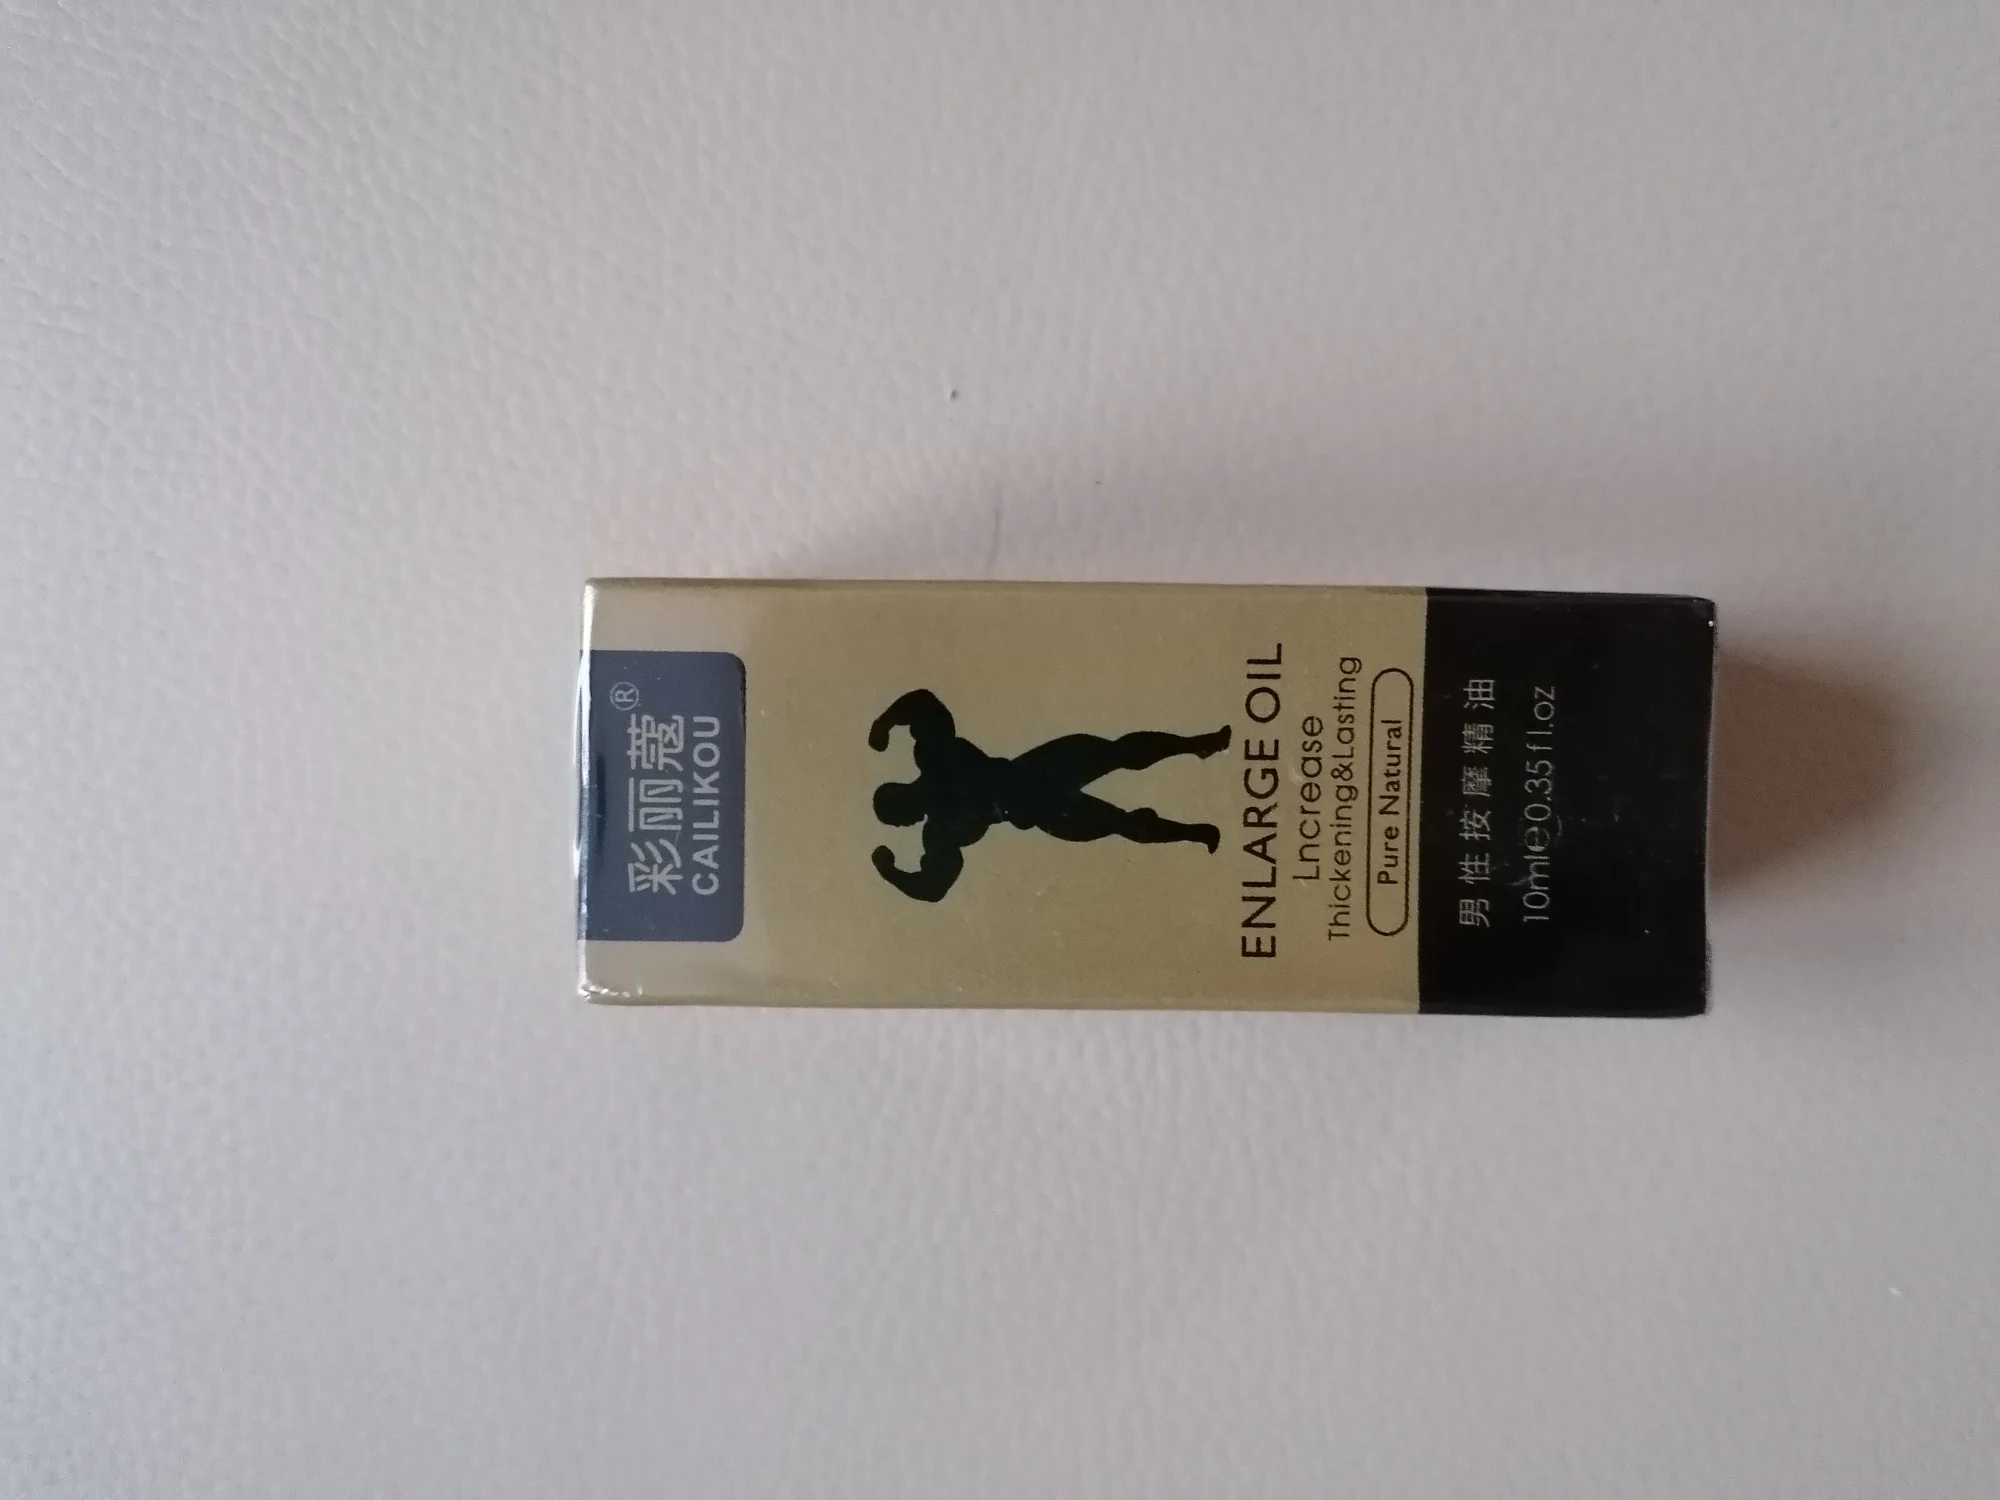 彩丽蔻®
CAILIKOU
ENLARGE OIL
Lncrease
Thickening&Lasting
Pure Natural
男性按摩精油
10ml℮0.35fl.oz